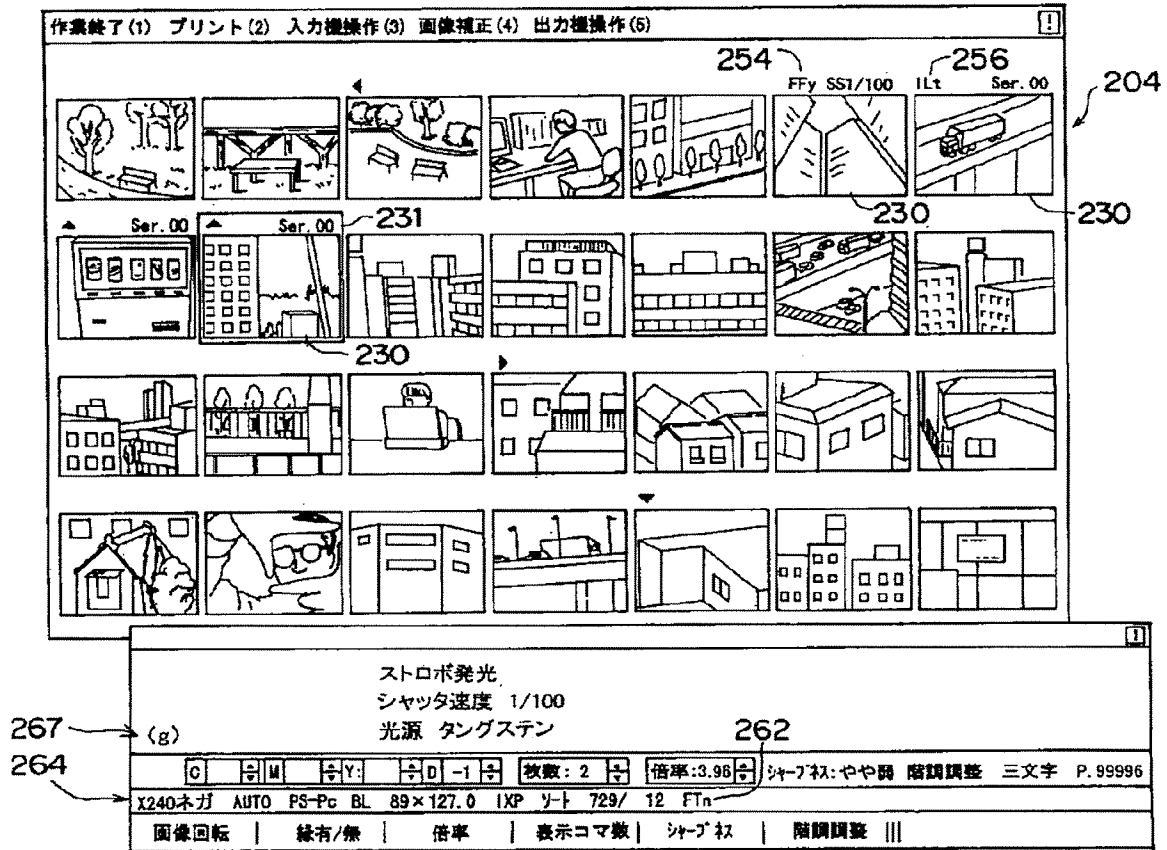 作業終了(1) プリント(2) 入力機操作(3) 画像補正(4) 出力機操作(5) !
254 256
FFy SS1/100 ILt Ser.00 204
230 230
Ser.00 Ser.00 231
230
!
ストロボ発光
シャッタ速度 1/100
267 (g) 光源 タングステン 262
264
C M Y: D -1 枚数: 2 倍率:3.96 シャープネス:やや弱 階調調整 三文字 P.99996
X240ネガ AUTO PS-Pc BL 89×127.0 IXP ソート 729/ 12 FTn
画像回転 縁有/無 倍率 表示コマ数 シャープネス 階調調整